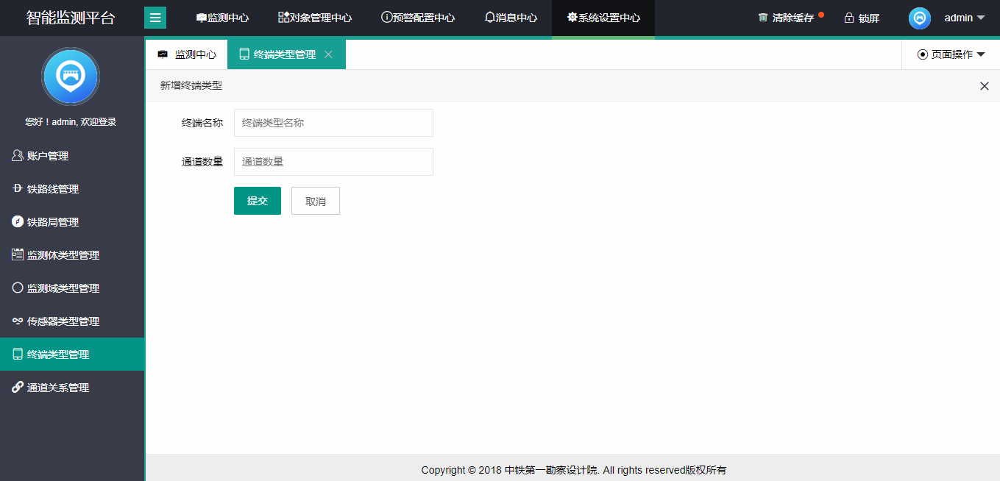 智能监测平台
监测中心
对象管理中心
预警配置中心
消息中心
系统设置中心
清除缓存
锁屏
admin
您好！admin, 欢迎登录
账户管理
铁路线管理
铁路局管理
监测体类型管理
监测域类型管理
传感器类型管理
终端类型管理
通道关系管理
监测中心
终端类型管理
页面操作
新增终端类型
终端名称
终端类型名称
通道数量
通道数量
提交
取消
Copyright © 2018 中铁第一勘察设计院. All rights reserved版权所有